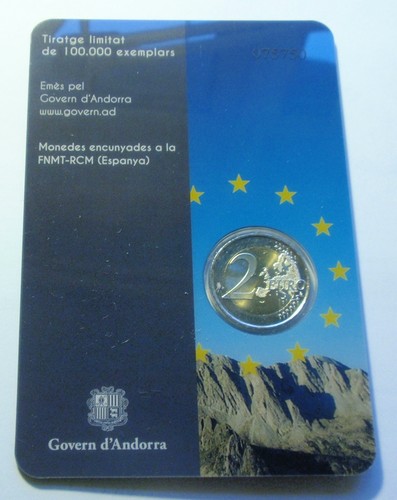 Tiratge limitat
de 100.000 exemplars
Emès pel
Govern d'Andorra
www.govern.ad
Monedes encunyades a la
FNMT-RCM (Espanya)
2 EURO
Govern d'Andorra